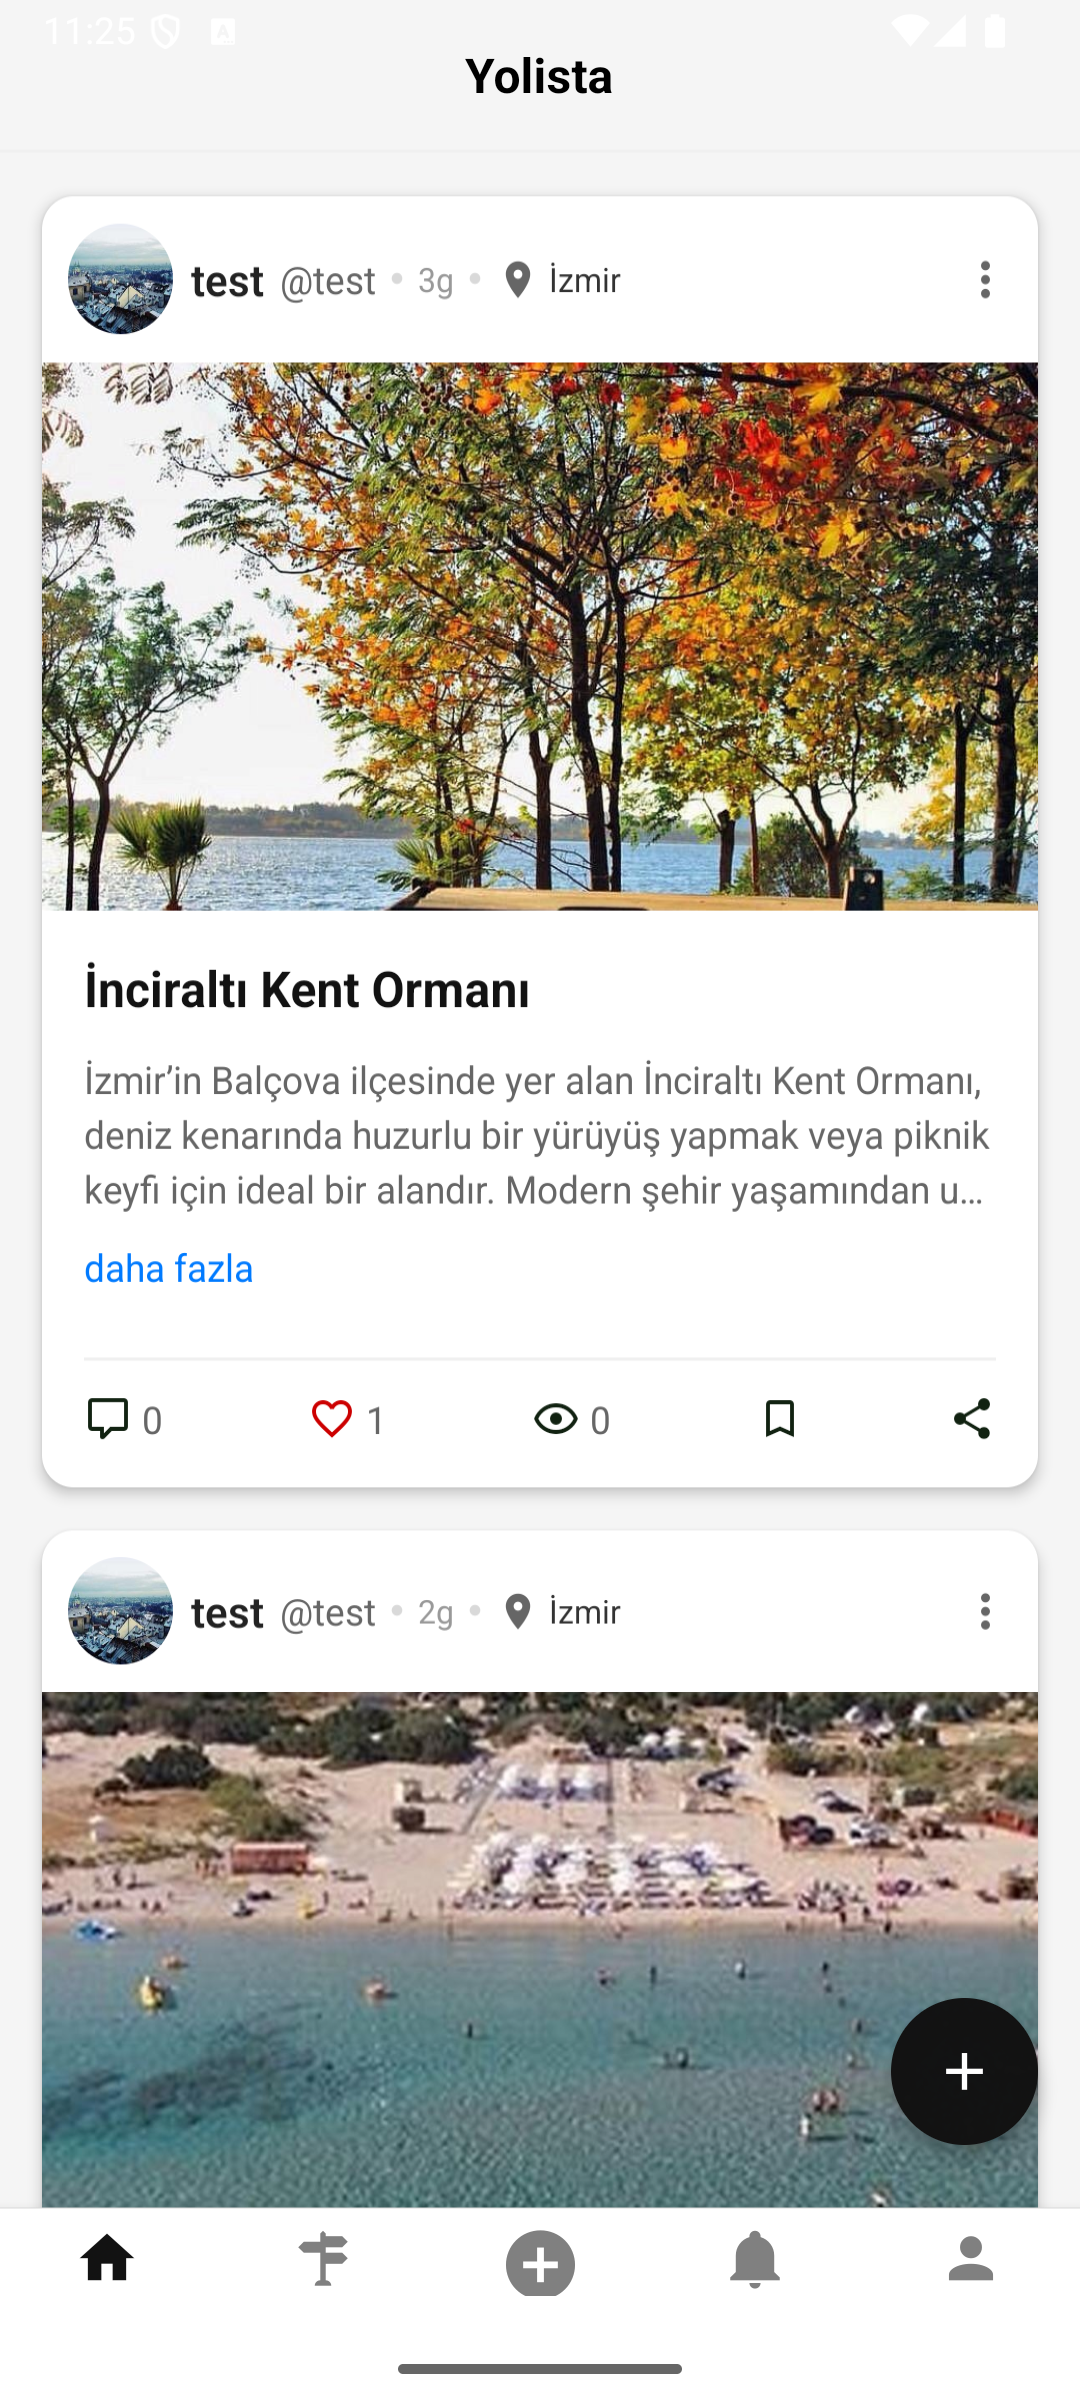 11:25
Yolista
test @test • 3g • İzmir
İnciraltı Kent Ormanı
İzmir’in Balçova ilçesinde yer alan İnciraltı Kent Ormanı,
deniz kenarında huzurlu bir yürüyüş yapmak veya piknik
keyfi için ideal bir alandır. Modern şehir yaşamından u...
daha fazla
0 1 0
test @test • 2g • İzmir